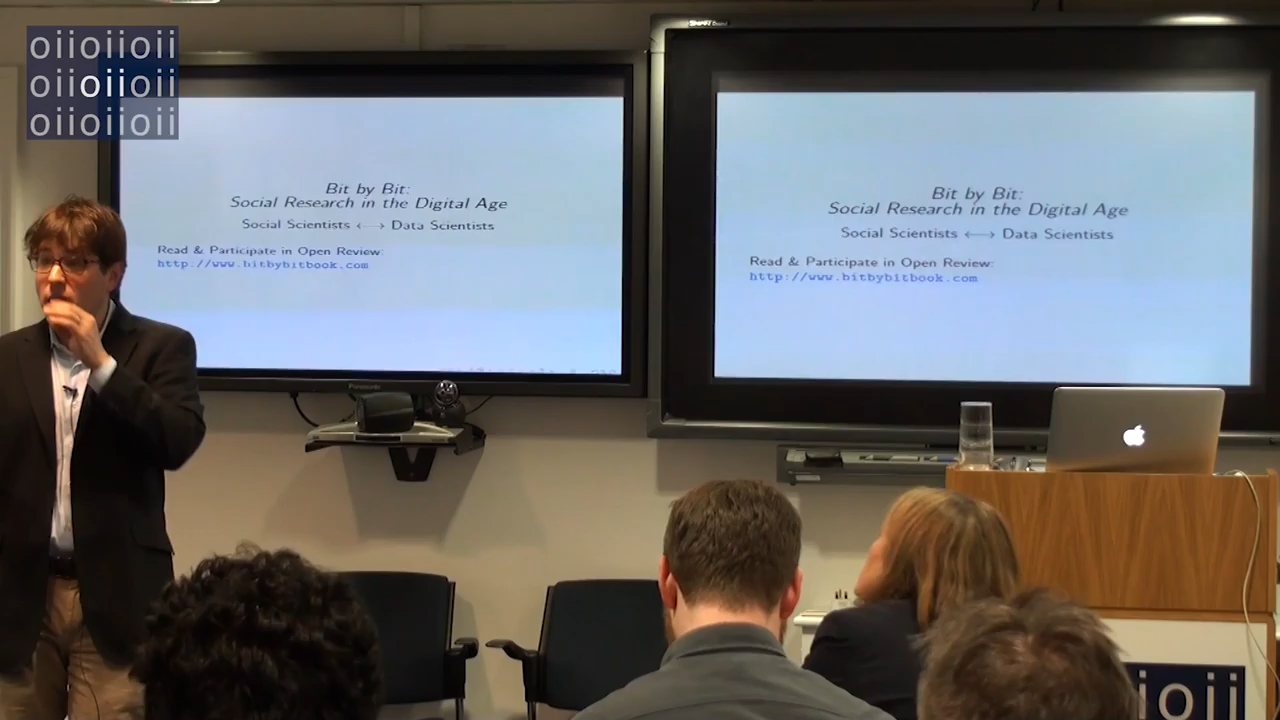 oiioiioii
oiioiioii
oiioiioii
Bit by Bit:
Social Research in the Digital Age
Social Scientists ⟷ Data Scientists
Read & Participate in Open Review:
http://www.bitbybitbook.com
Panasonic
Bit by Bit:
Social Research in the Digital Age
Social Scientists ⟷ Data Scientists
Read & Participate in Open Review:
http://www.bitbybitbook.com
oii